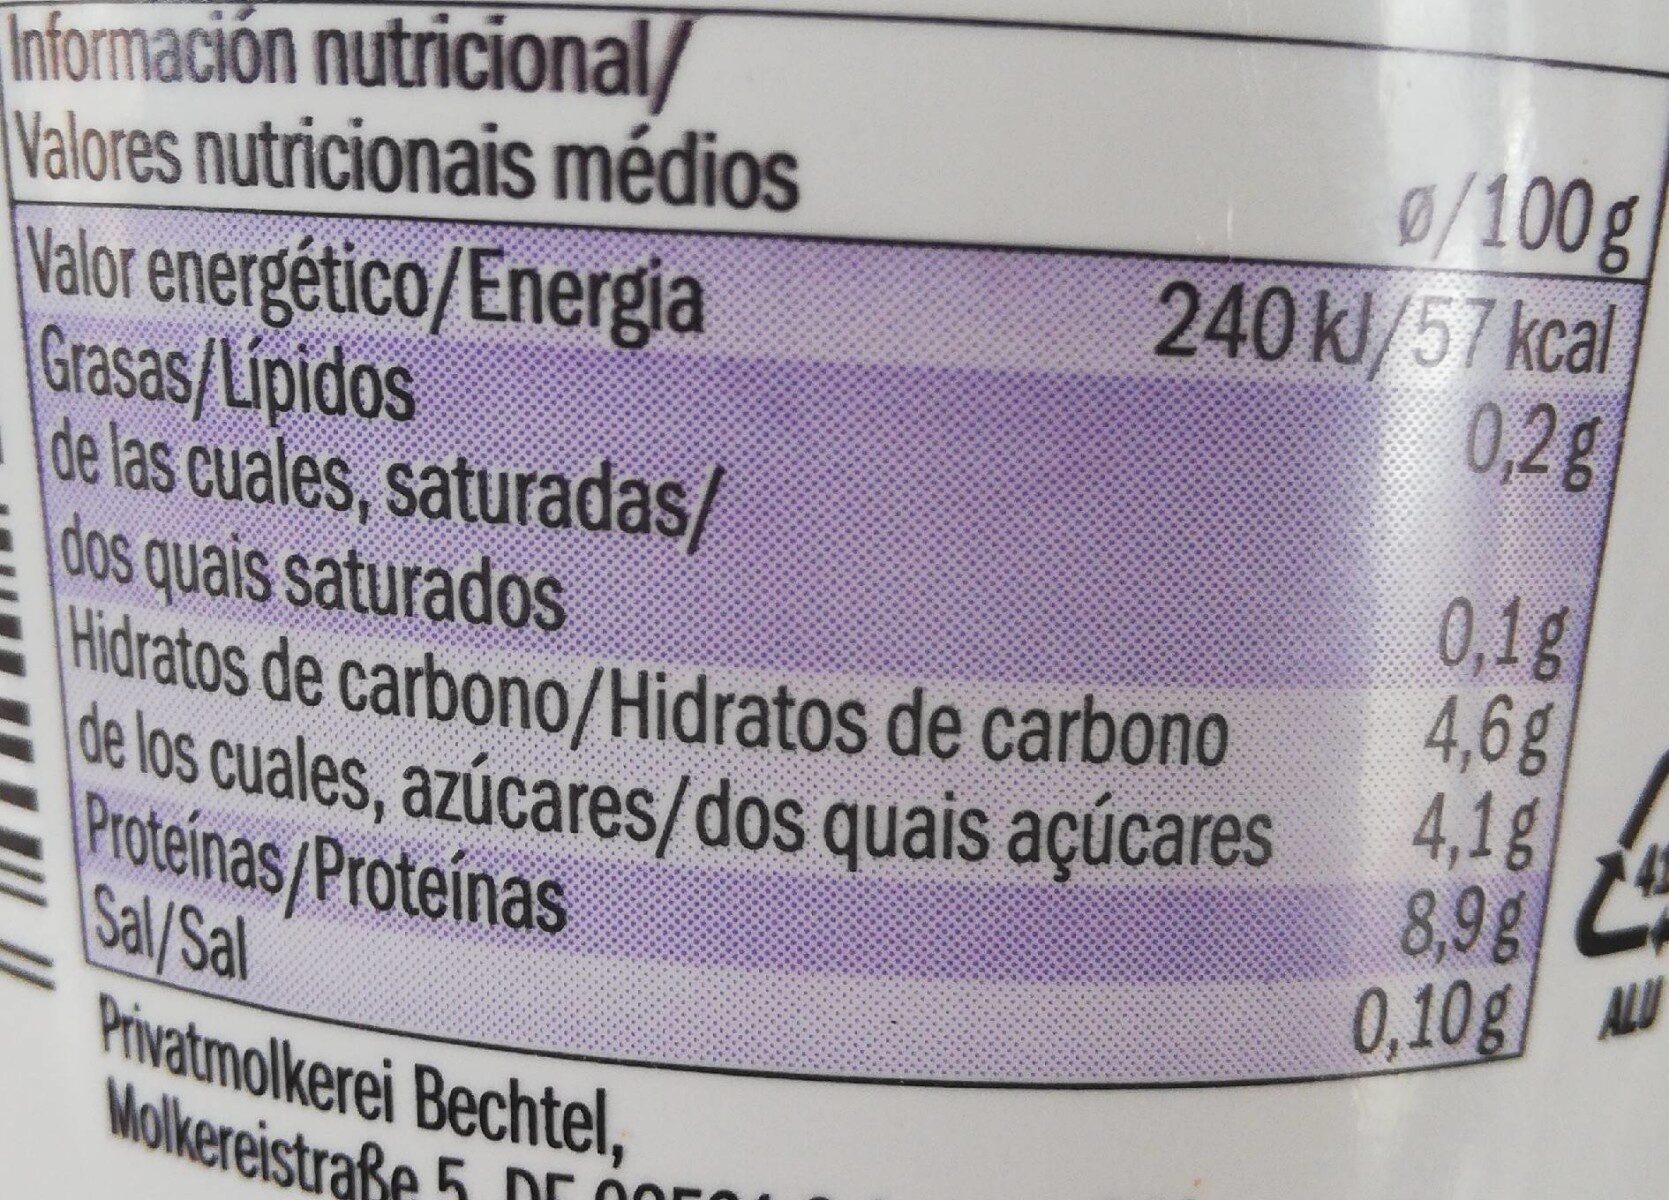 Información nutricional/
Valores nutricionais médios ø/100g
Valor energético/Energia 240 kJ/57 kcal
Grasas/Lípidos 0,2g
de las cuales, saturadas/
dos quais saturados 0,1g
Hidratos de carbono/Hidratos de carbono 4,6g
de los cuales, azúcares/dos quais açúcares 4,1g
Proteínas/Proteínas 8,9g
Sal/Sal 0,10g
41
ALU
Privatmolkerei Bechtel,
Molkereistraße 5, DE